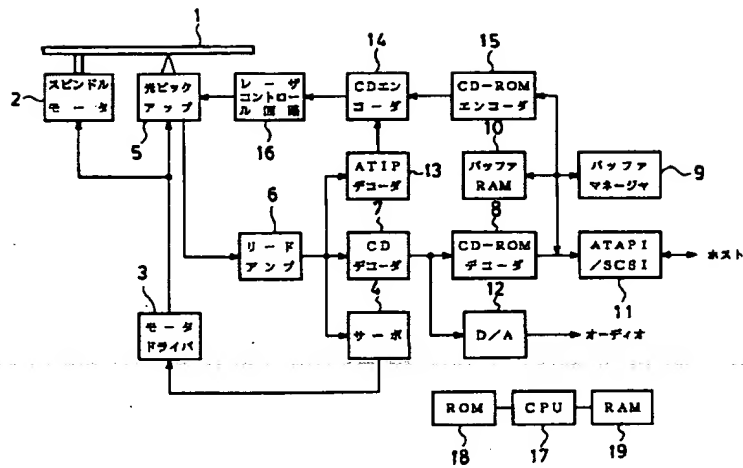 1
14
15
スピンドル
モータ
2
光ピック
アップ
5
レーザ
コントロー
ル回路
16
CDエン
コーダ
CD-ROM
エンコーダ
10
ATIP
デコーダ
13
バッファ
RAM
バッファ
マネージャ
9
6
7
8
リード
アンプ
CD
デコーダ
CD-ROM
デコーダ
ATAPI
/SCSI
ホスト
11
3
4
12
モータ
ドライバ
サーボ
D/A
オーディオ
ROM
CPU
RAM
18
17
19